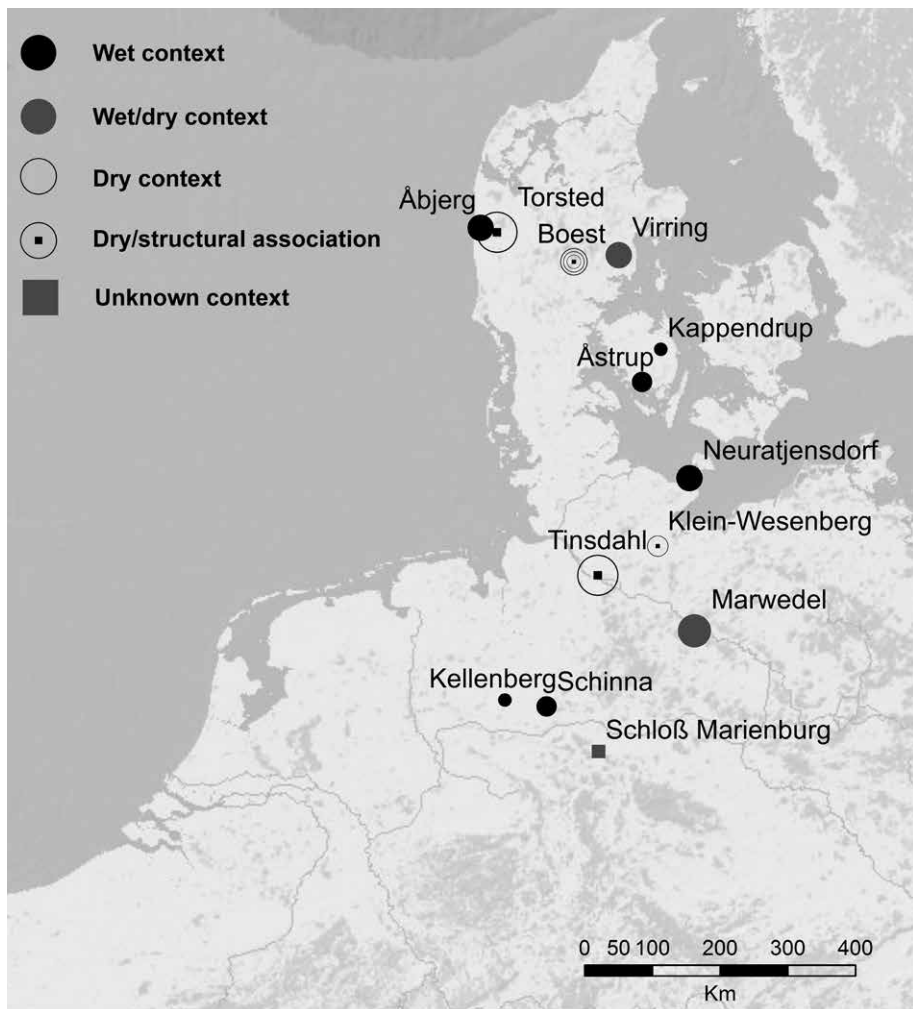 Wet context
Wet/dry context
Dry context
Dry/structural association
Unknown context
Åbjerg
Torsted
Boest
Virring
Kappendrup
Åstrup
Neuratjensdorf
Klein-Wesenberg
Tinsdahl
Marwedel
Kellenberg
Schinna
Schloß Marienburg
0 50 100 200 300 400
Km